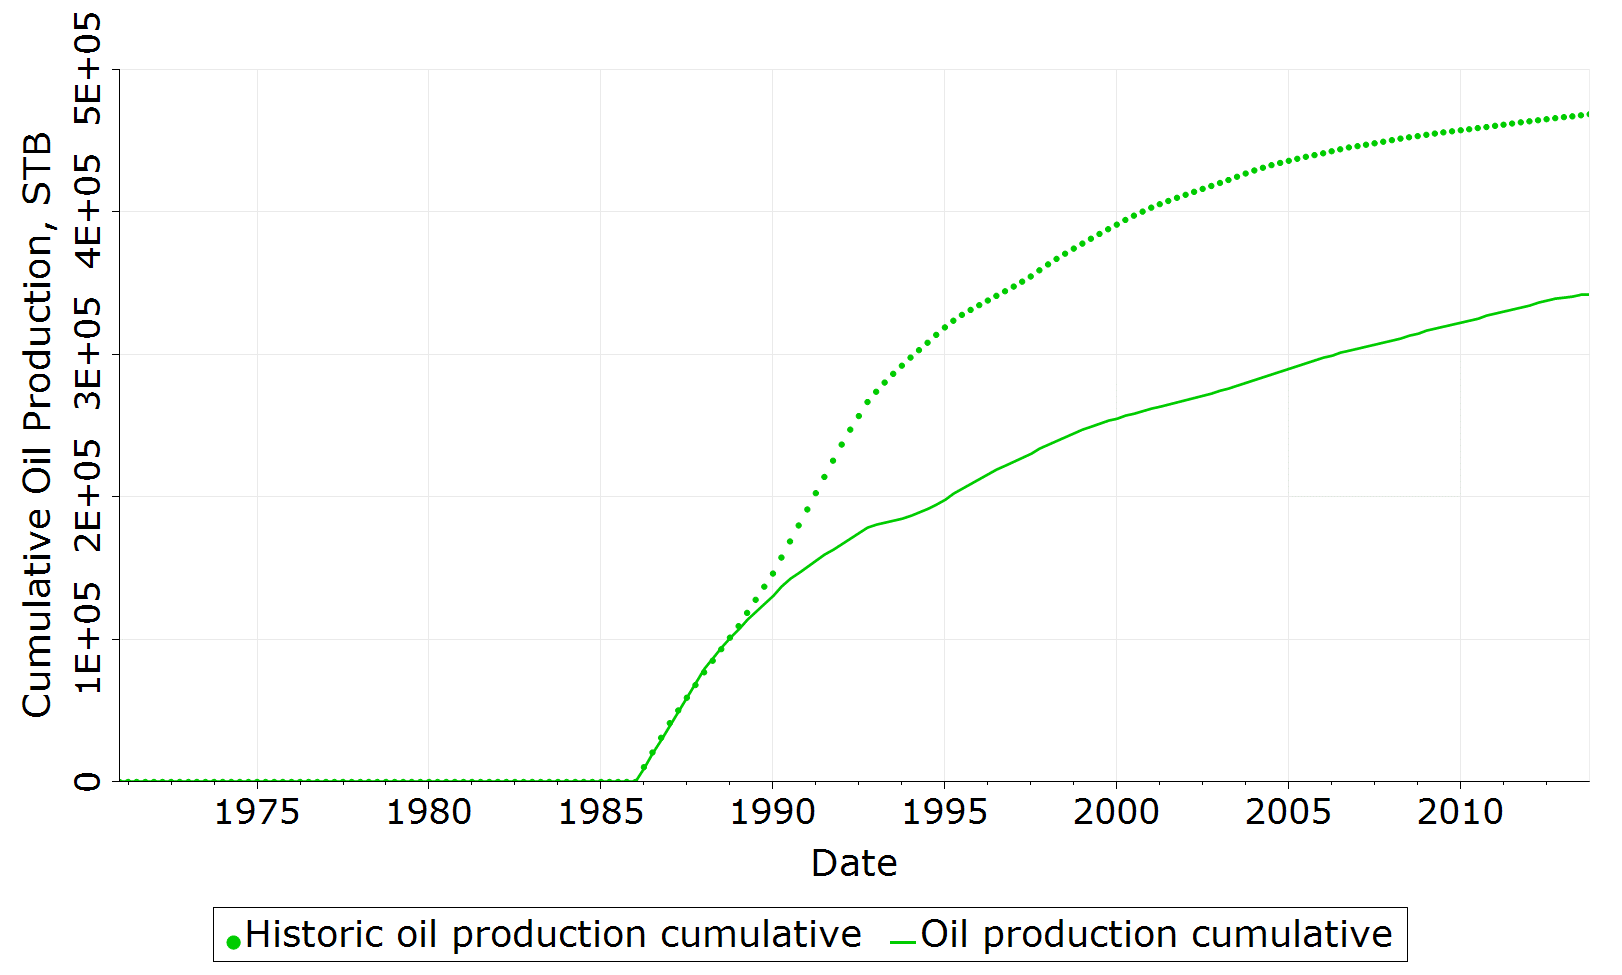 Cumulative Oil Production, STB
5E+05
4E+05
3E+05
2E+05
1E+05
0
1975 1980 1985 1990 1995 2000 2005 2010
Date
Historic oil production cumulative Oil production cumulative